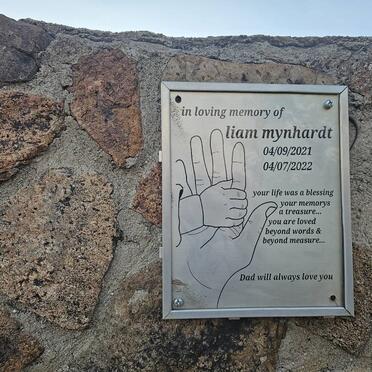 in loving memory of
liam mynhardt
04/09/2021
04/07/2022
your life was a blessing
your memorys
a treasure...
you are loved
beyond words &
beyond measure...
Dad will always love you